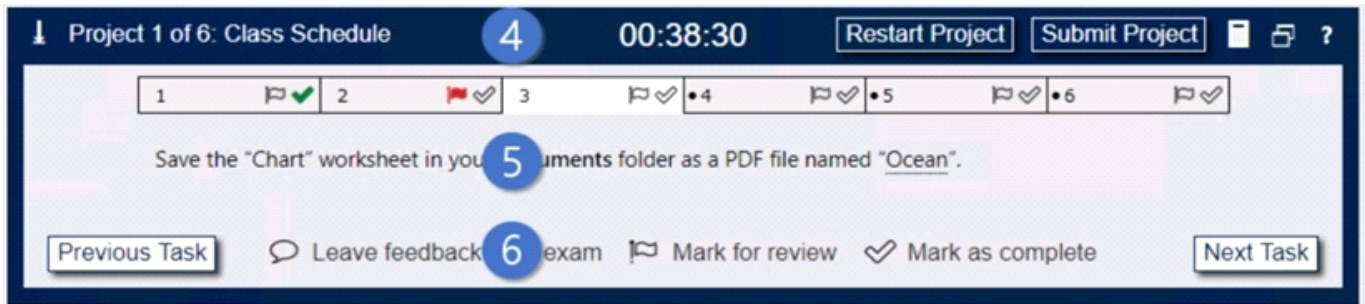 Project 1 of 6: Class Schedule 4 00:38:30 Restart Project Submit Project ?
1 2 3 •4 •5 •6
Save the "Chart" worksheet in you 5 uments folder as a PDF file named "Ocean".
Previous Task Leave feedback 6 exam Mark for review Mark as complete Next Task